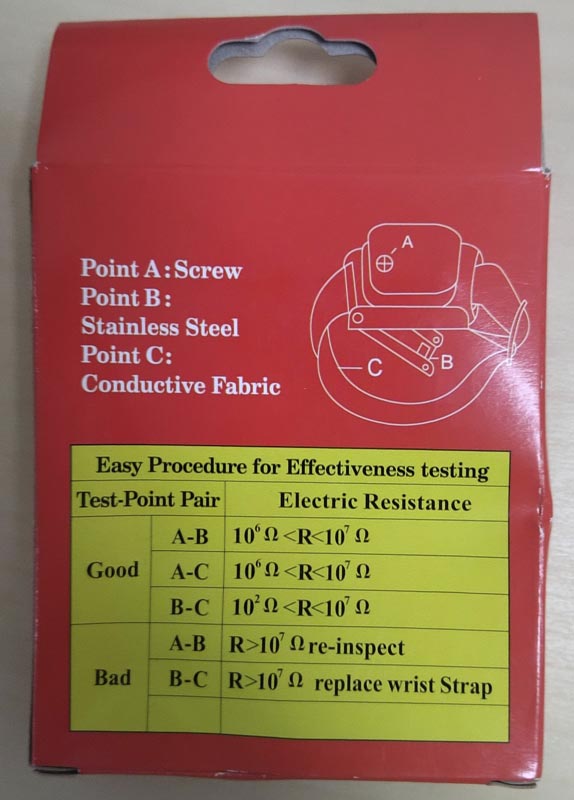 A
Point A: Screw
Point B:
Stainless Steel
Point C:
Conductive Fabric
B
C
Easy Procedure for Effectiveness testing
Test-Point Pair Electric Resistance
Good A-B 10⁶ Ω <R<10⁷ Ω
A-C 10⁶ Ω <R<10⁷ Ω
B-C 10² Ω <R<10⁷ Ω
Bad A-B R>10⁷ Ω re-inspect
B-C R>10⁷ Ω replace wrist Strap